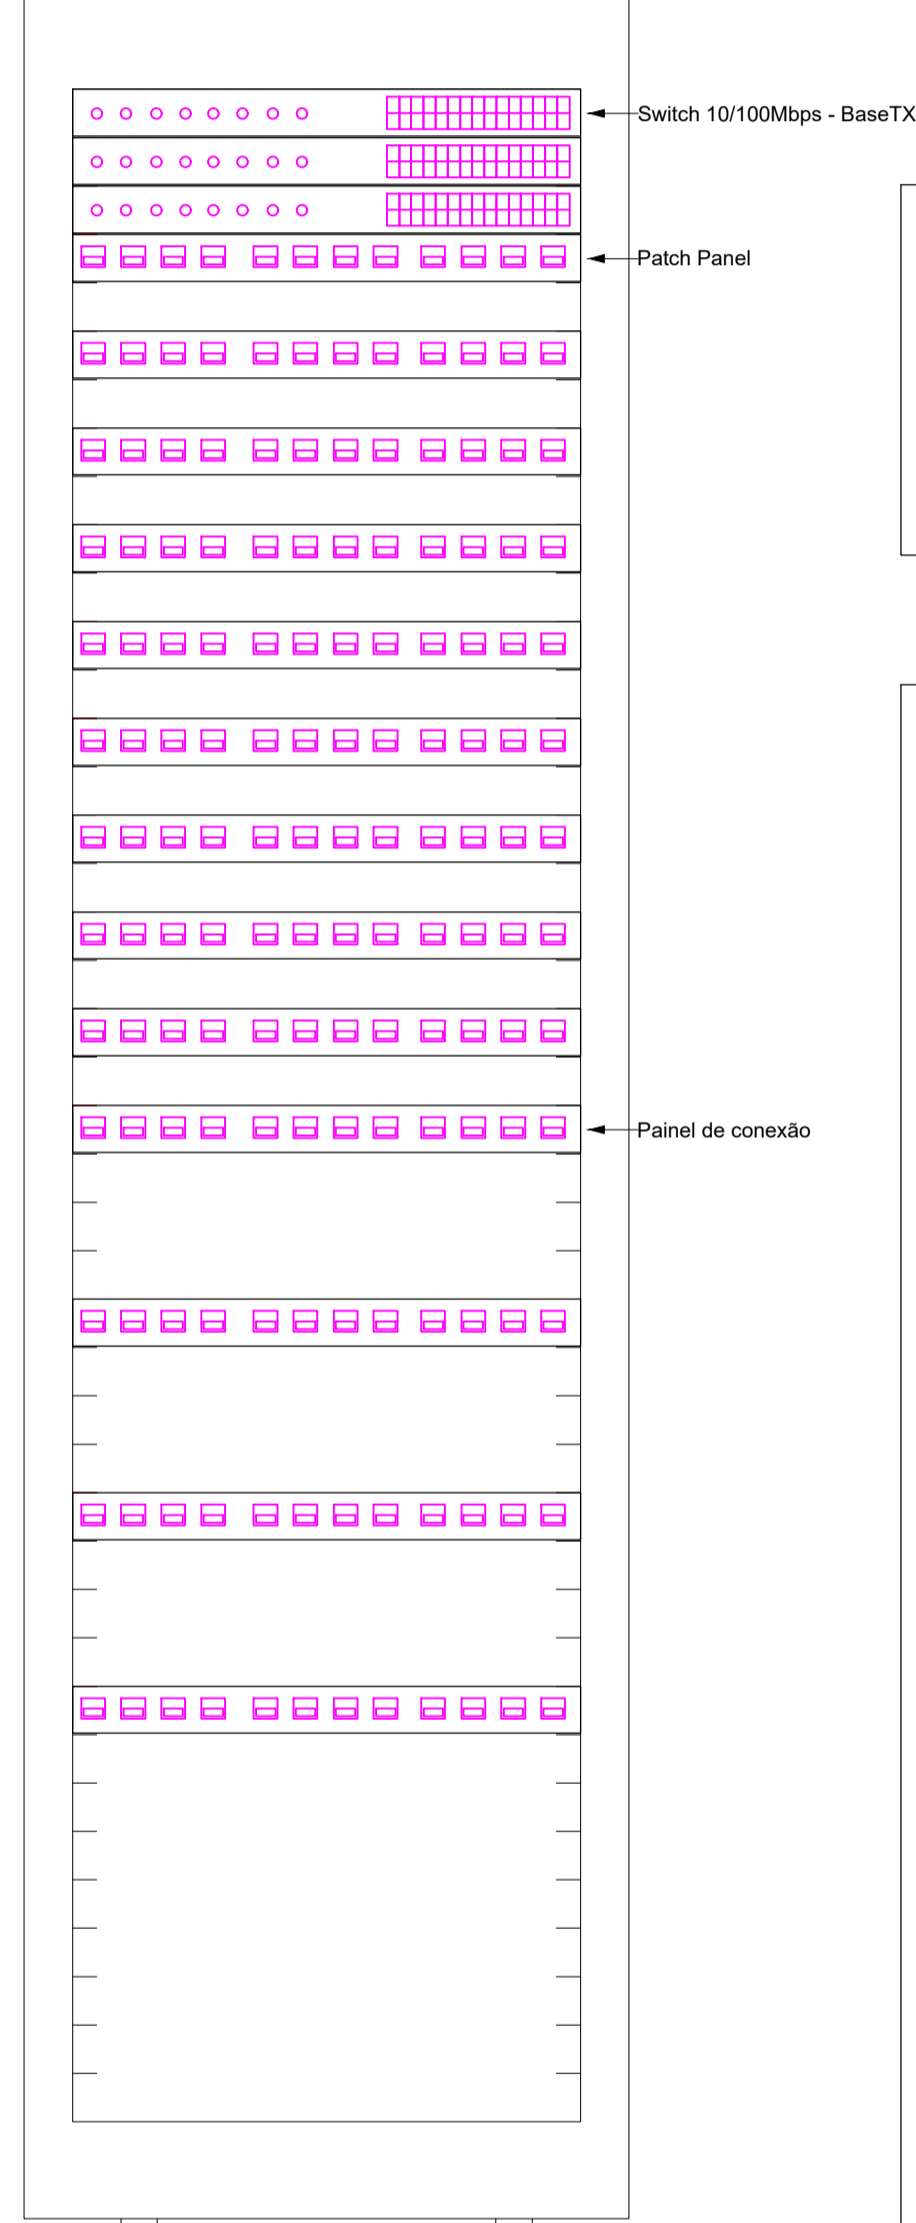 Switch 10/100Mbps - BaseTX
Patch Panel
Painel de conexão